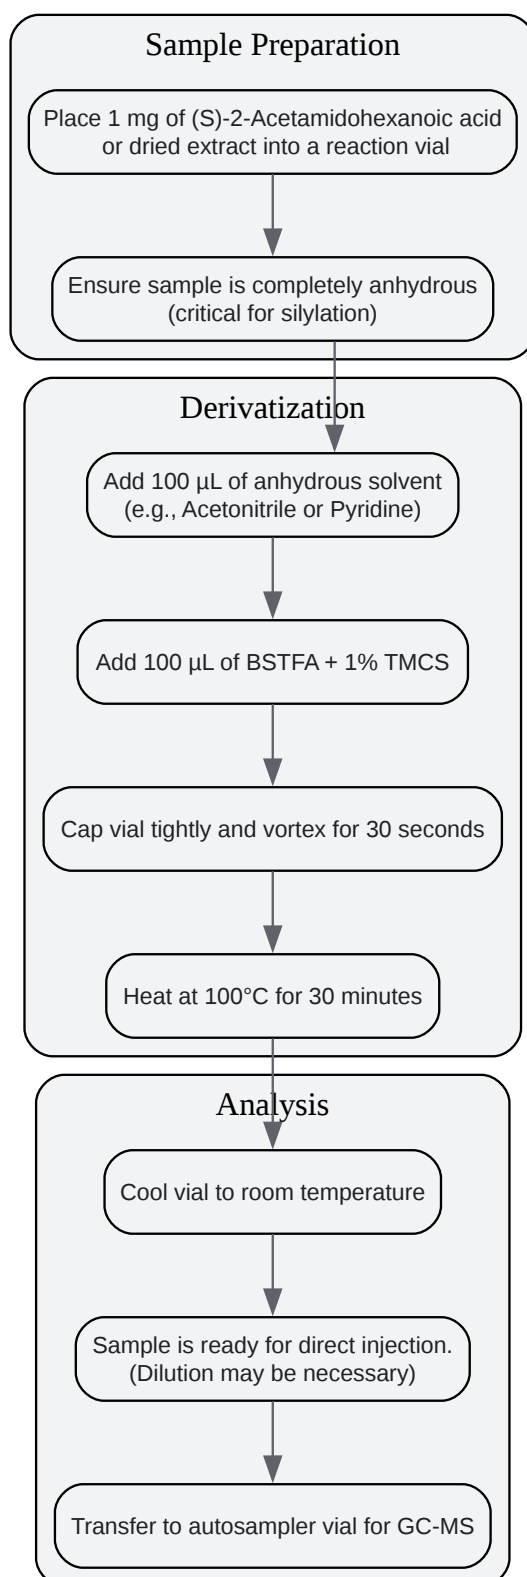 Sample Preparation
Place 1 mg of (S)-2-Acetamidohexanoic acid
or dried extract into a reaction vial
Ensure sample is completely anhydrous
(critical for silylation)
Derivatization
Add 100 µL of anhydrous solvent
(e.g., Acetonitrile or Pyridine)
Add 100 µL of BSTFA + 1% TMCS
Cap vial tightly and vortex for 30 seconds
Heat at 100°C for 30 minutes
Analysis
Cool vial to room temperature
Sample is ready for direct injection.
(Dilution may be necessary)
Transfer to autosampler vial for GC-MS